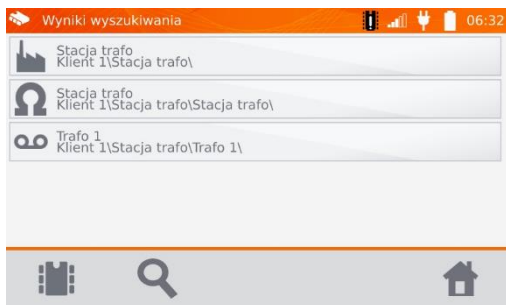 Wyniki wyszukiwania 06:32
Stacja trafo
Klient 1\Stacja trafo\
Stacja trafo
Klient 1\Stacja trafo\Stacja trafo\
Trafo 1
Klient 1\Stacja trafo\Trafo 1\